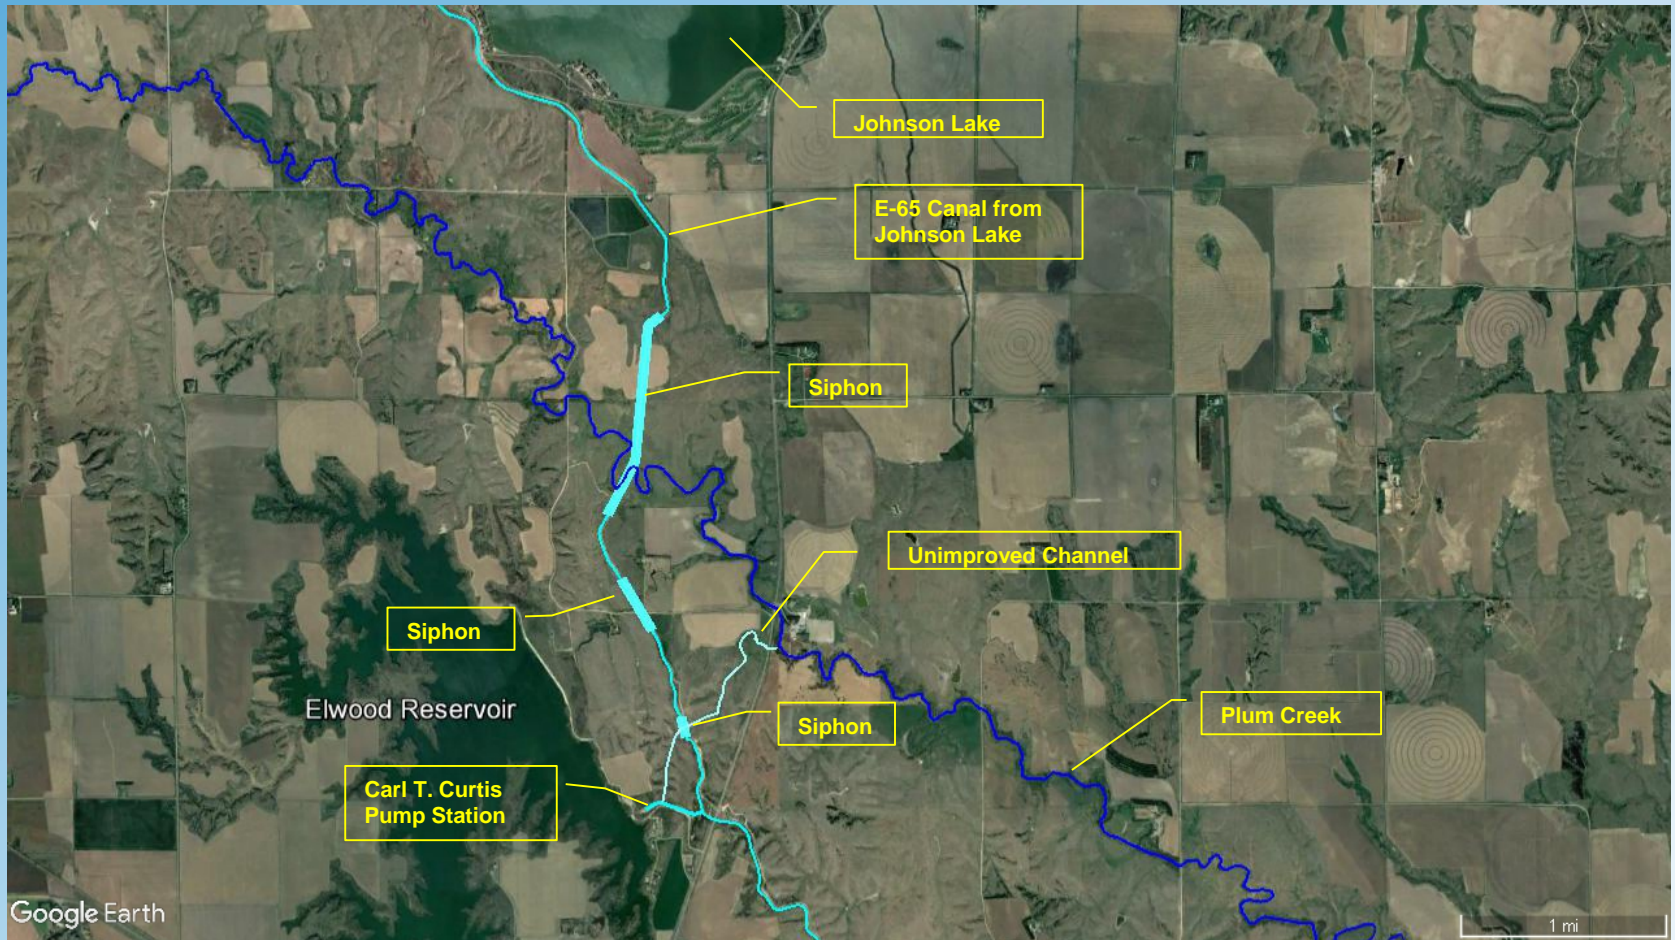 Johnson Lake
E-65 Canal from
Johnson Lake
Siphon
Unimproved Channel
Siphon
Elwood Reservoir
Plum Creek
Siphon
Carl T. Curtis
Pump Station
Google Earth
1 mi